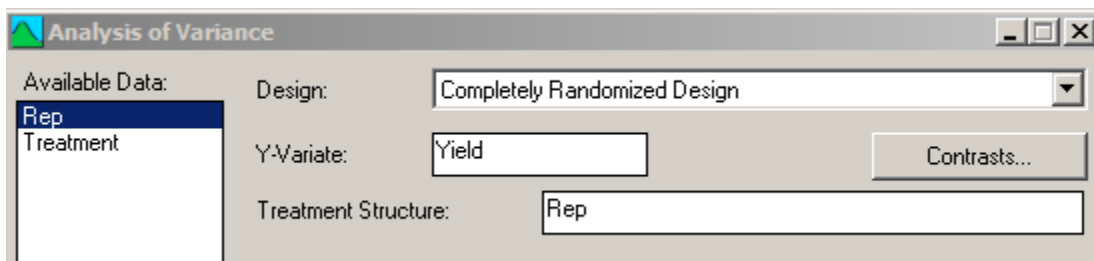 Analysis of Variance
Available Data:
Rep
Treatment
Design:
Completely Randomized Design
Y-Variate:
Yield
Contrasts...
Treatment Structure:
Rep